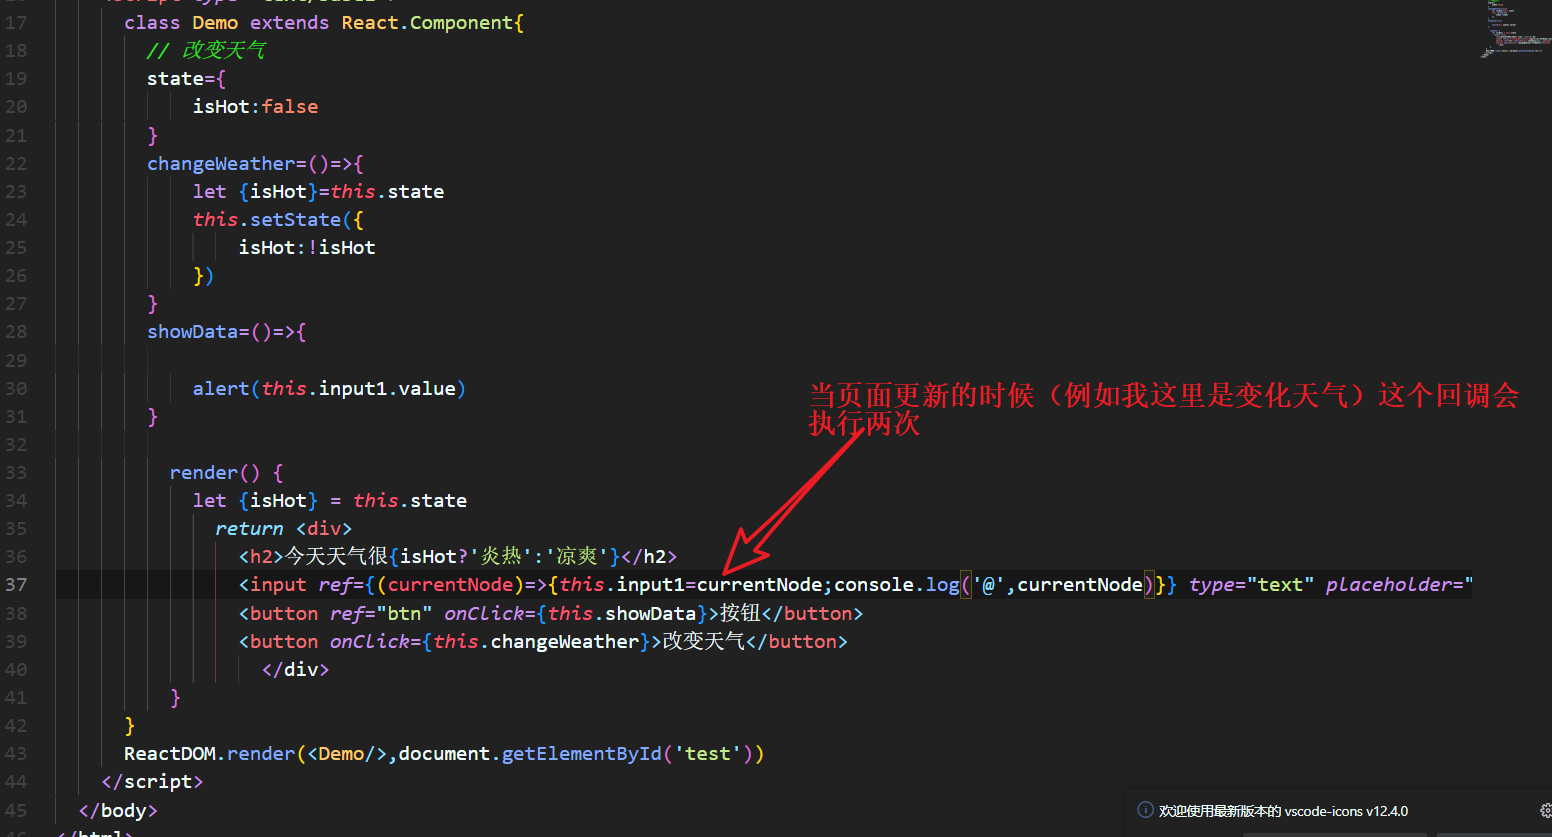 17 class Demo extends React.Component{
18 // 改变天气
19 state={
20 isHot:false
21 }
22 changeWeather=()=>{
23 let {isHot}=this.state
24 this.setState({
25 isHot:!isHot
26 })
27 }
28 showData=()=>{
29
30 alert(this.input1.value)
当页面更新的时候（例如我这里是变化天气）这个回调会
执行两次
31 }
32
33 render() {
34 let {isHot} = this.state
35 return <div>
36 <h2>今天天气很{isHot?'炎热':'凉爽'}</h2>
37 <input ref={(currentNode)=>{this.input1=currentNode;console.log('@',currentNode)}} type="text" placeholder="
38 <button ref="btn" onClick={this.showData}>按钮</button>
39 <button onClick={this.changeWeather}>改变天气</button>
40 </div>
41 }
42 }
43 ReactDOM.render(<Demo/>,document.getElementById('test'))
44 </script>
45 </body>
欢迎使用最新版本的 vscode-icons v12.4.0